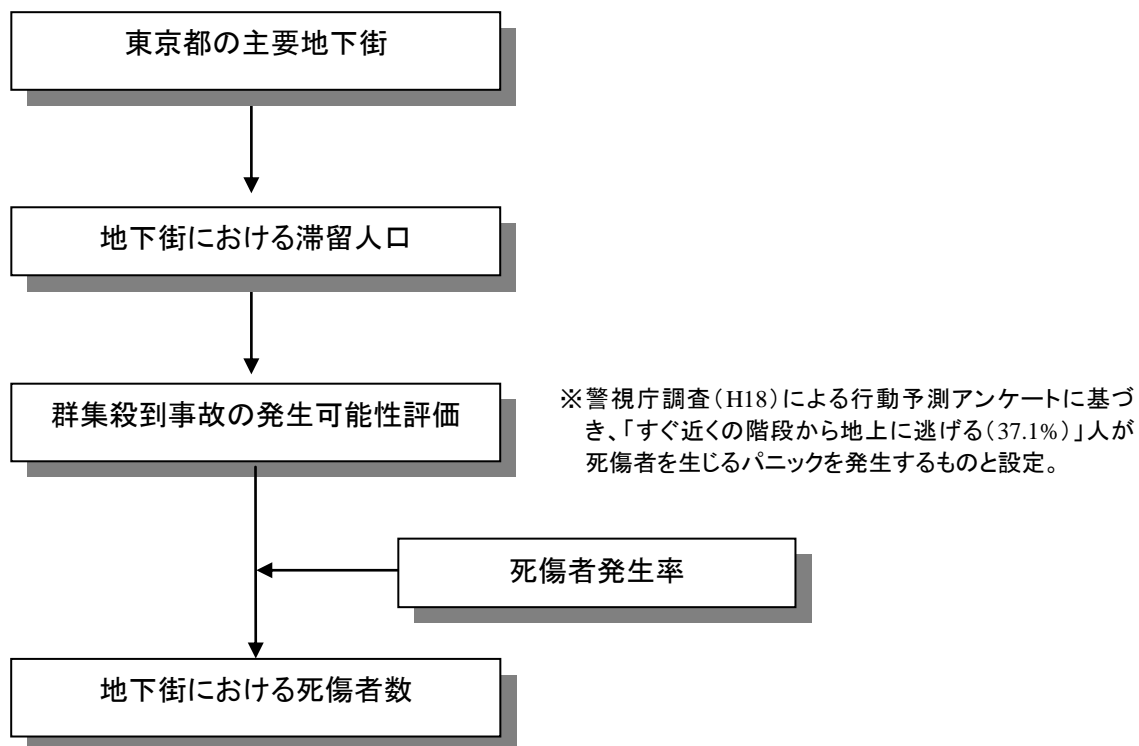 東京都の主要地下街
地下街における滞留人口
群集殺到事故の発生可能性評価
※警視庁調査（H18）による行動予測アンケートに基づ
き、「すぐ近くの階段から地上に逃げる（37.1%）」人が
死傷者を生じるパニックを発生するものと設定。
死傷者発生率
地下街における死傷者数